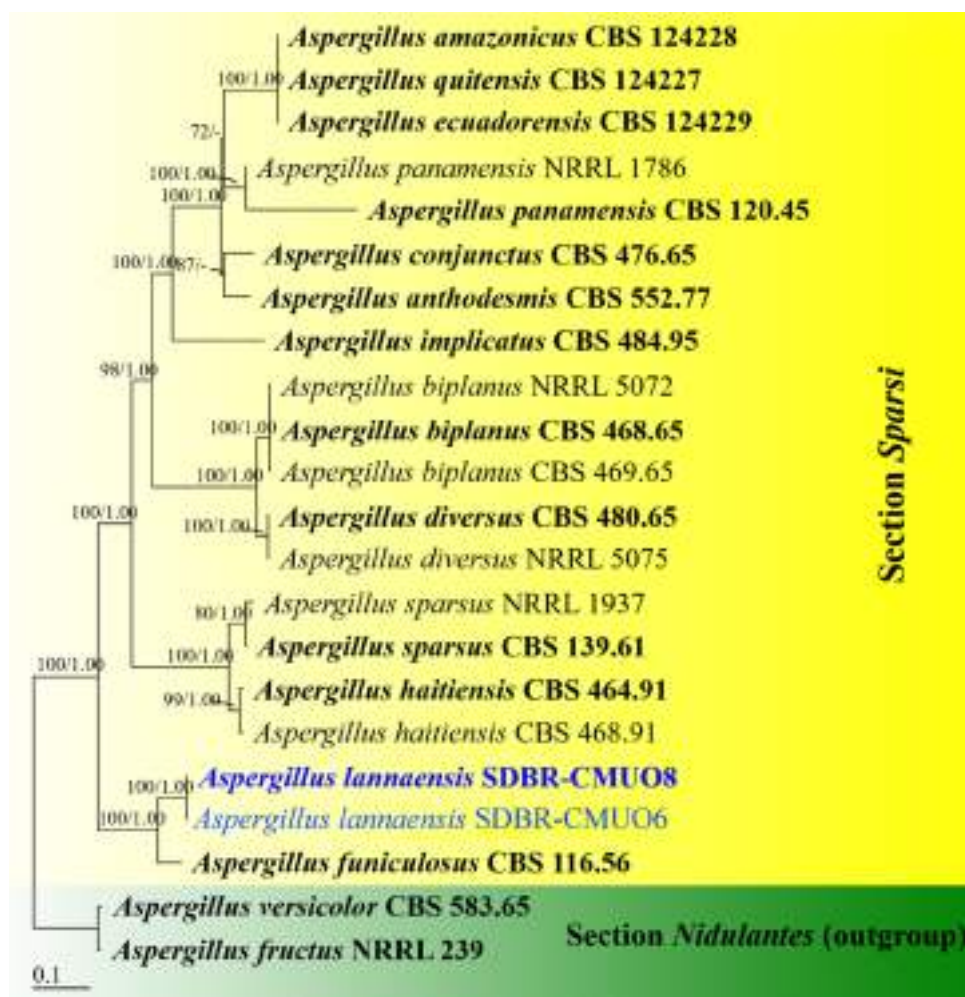 Aspergillus amazonicus CBS 124228
100/1.00
Aspergillus quitensis CBS 124227
Aspergillus ecuadorensis CBS 124229
72/-
Aspergillus panamensis NRRL 1786
100/1.00
100/1.00
Aspergillus panamensis CBS 120.45
Aspergillus conjunctus CBS 476.65
100/1.00
87/-
Aspergillus anthodesmis CBS 552.77
Aspergillus implicatus CBS 484.95
98/1.00
Aspergillus biplanus NRRL 5072
100/1.00
Aspergillus biplanus CBS 468.65
Aspergillus biplanus CBS 469.65
100/1.00
Aspergillus diversus CBS 480.65
100/1.00
100/1.00
Aspergillus diversus NRRL 5075
Section Sparsi
Aspergillus sparsus NRRL 1937
80/1.00
Aspergillus sparsus CBS 139.61
100/1.00
100/1.00
Aspergillus haitiensis CBS 464.91
99/1.00
Aspergillus haitiensis CBS 468.91
Aspergillus lannaensis SDBR-CMUO8
100/1.00
Aspergillus lannaensis SDBR-CMUO6
100/1.00
Aspergillus funiculosus CBS 116.56
Aspergillus versicolor CBS 583.65
Section Nidulantes (outgroup)
Aspergillus fructus NRRL 239
0.1